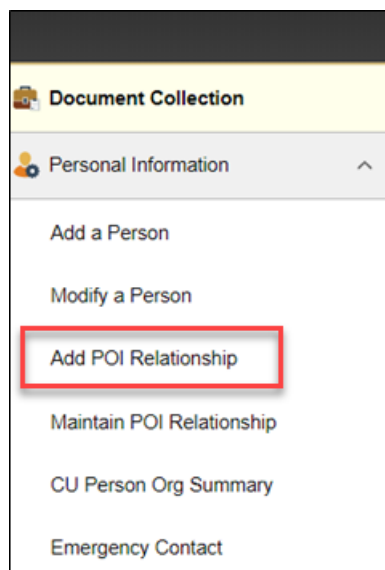 Document Collection
Personal Information
Add a Person
Modify a Person
Add POI Relationship
Maintain POI Relationship
CU Person Org Summary
Emergency Contact